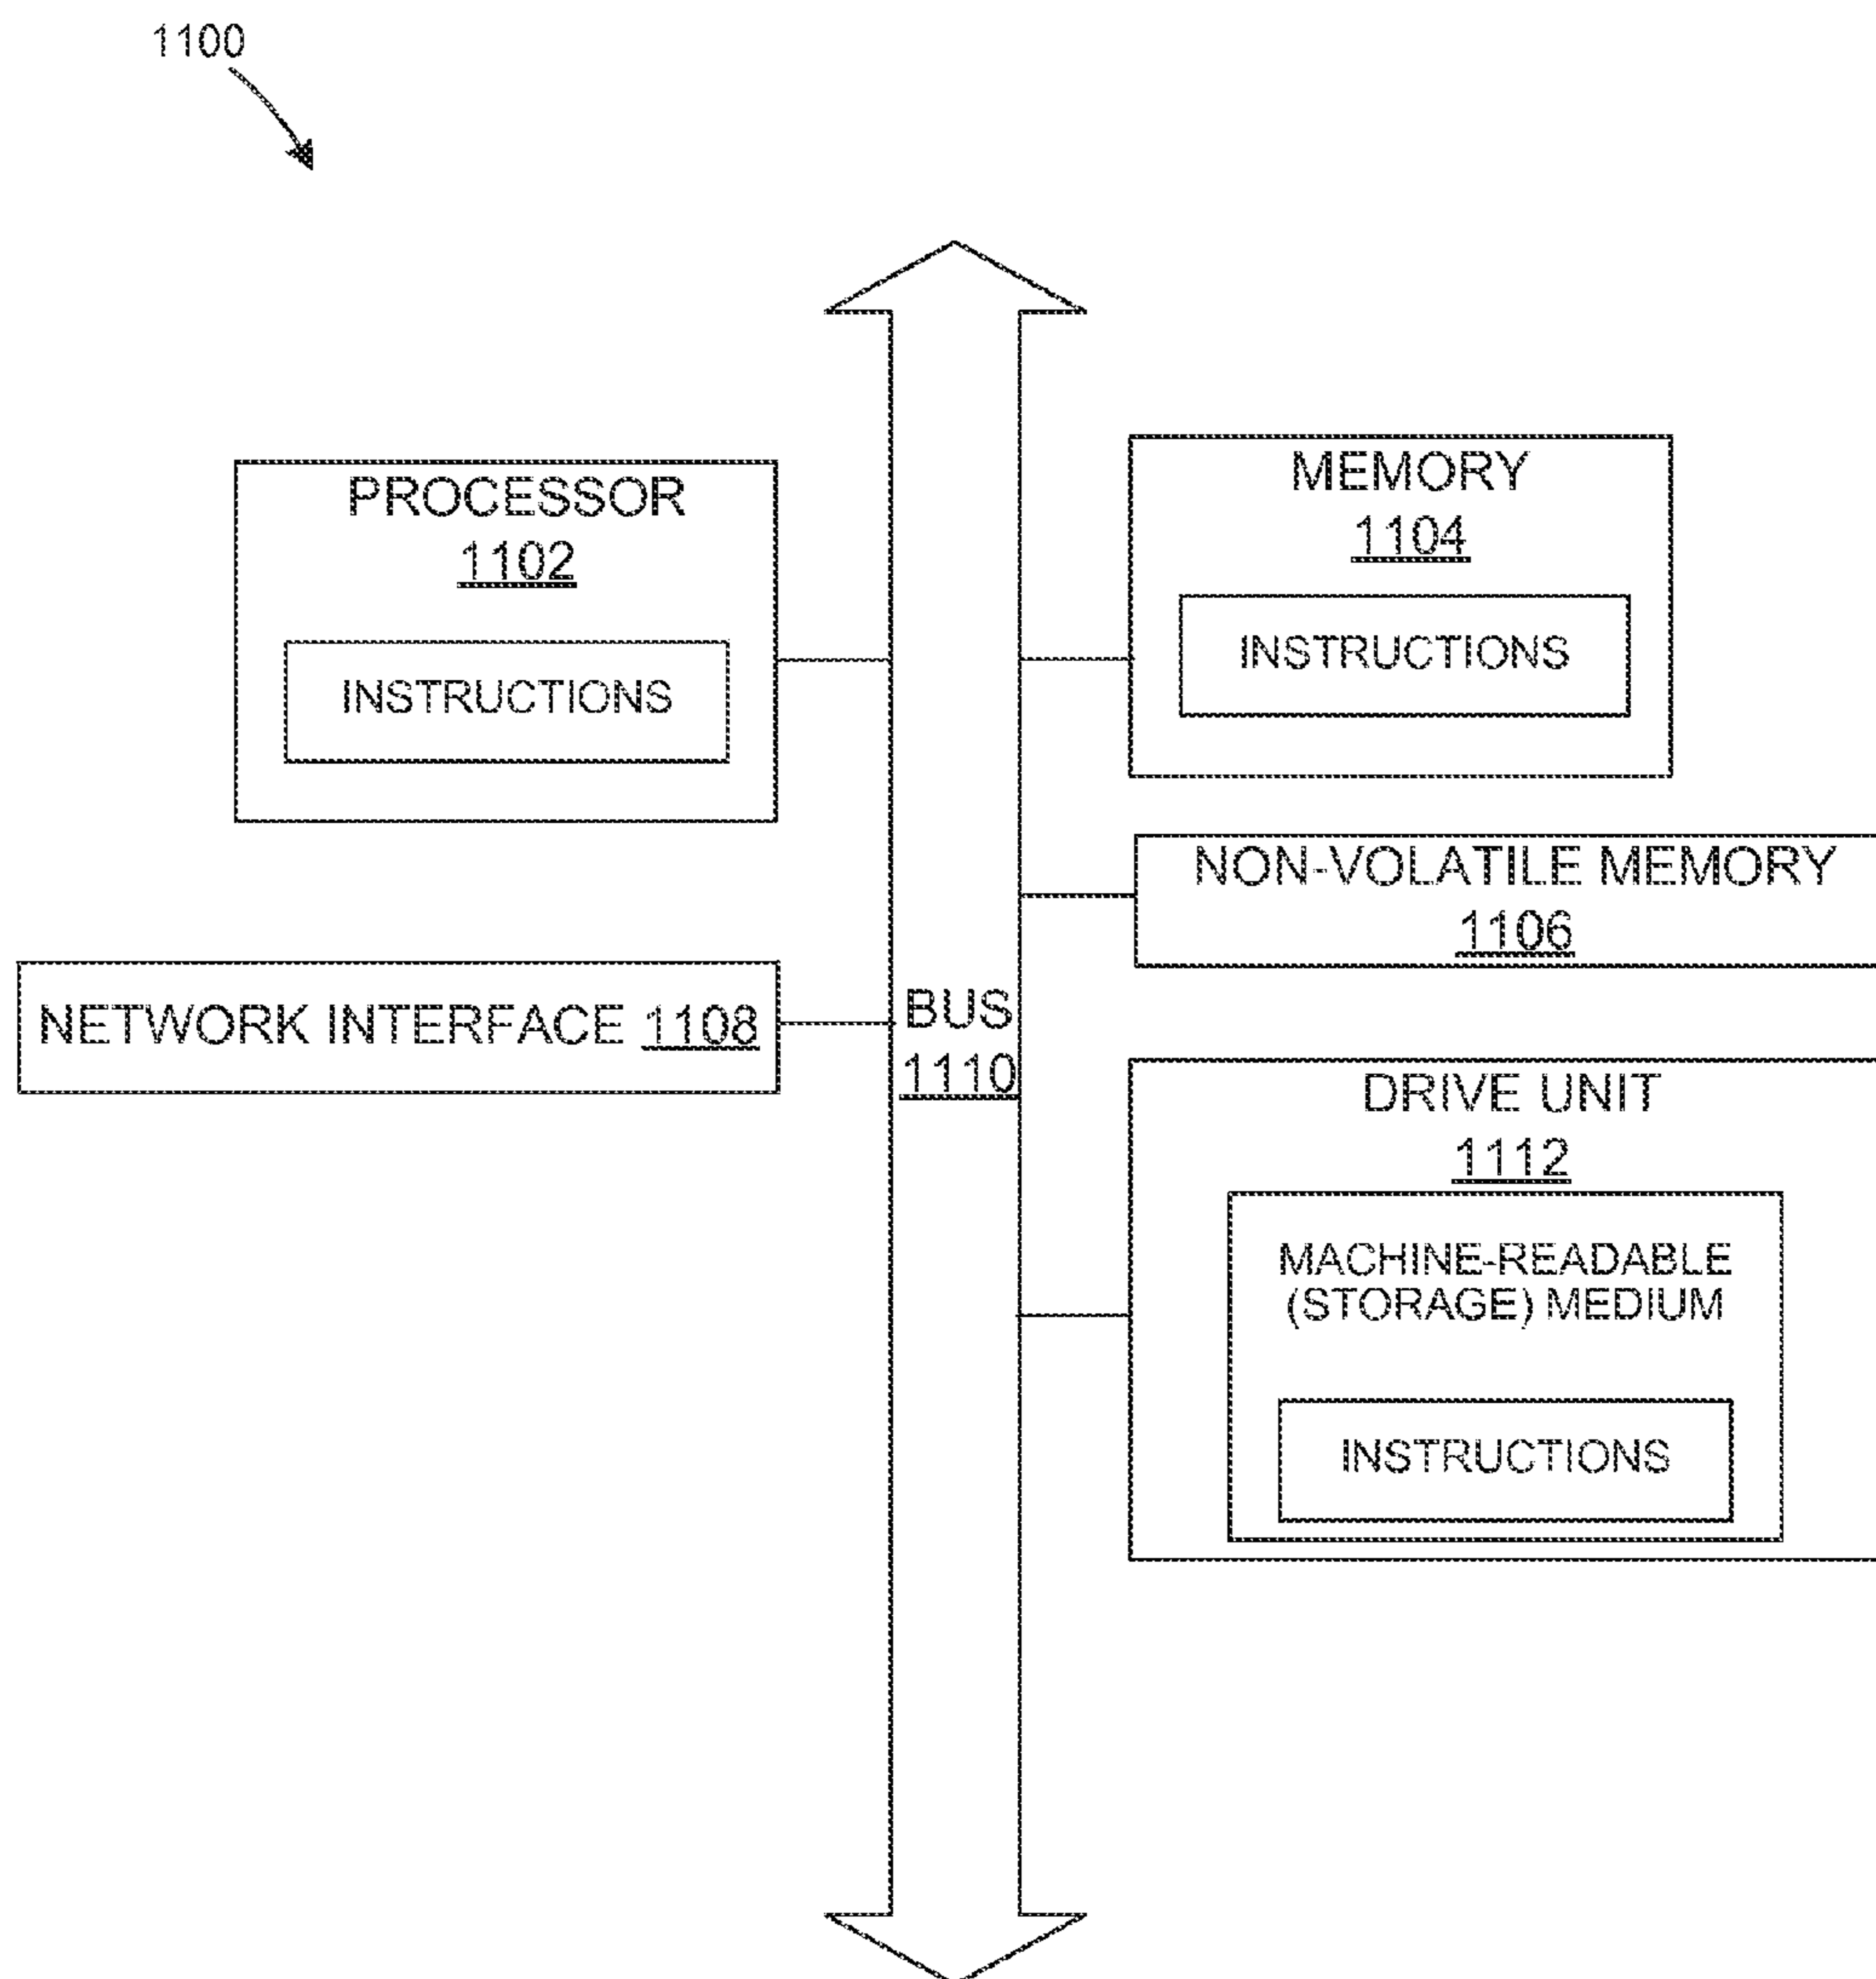 1100
PROCESSOR
1102
INSTRUCTIONS
MEMORY
1104
INSTRUCTIONS
NON-VOLATILE MEMORY
1106
NETWORK INTERFACE 1108
BUS
1110
DRIVE UNIT
1112
MACHINE-READABLE
(STORAGE) MEDIUM
INSTRUCTIONS